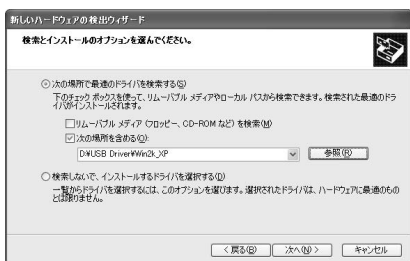 新しいハードウェアの検出ウィザード
検索とインストールのオプションを選んでください。
次の場所で最適のドライバを検索する(S)
下のチェック ボックスを使って、リムーバブル メディアやローカル パスから検索できます。検索された最適のドラ
イバがインストールされます。
リムーバブル メディア (フロッピー、CD-ROM など) を検索(M)
次の場所を含める(O):
D¥USB Driver¥Win2k_XP
参照(R)
検索しないで、インストールするドライバを選択する(D)
一覧からドライバを選択するには、このオプションを選びます。選択されたドライバは、ハードウェアに最適のもの
とは限りません。
< 戻る(B)
次へ(N) >
キャンセル